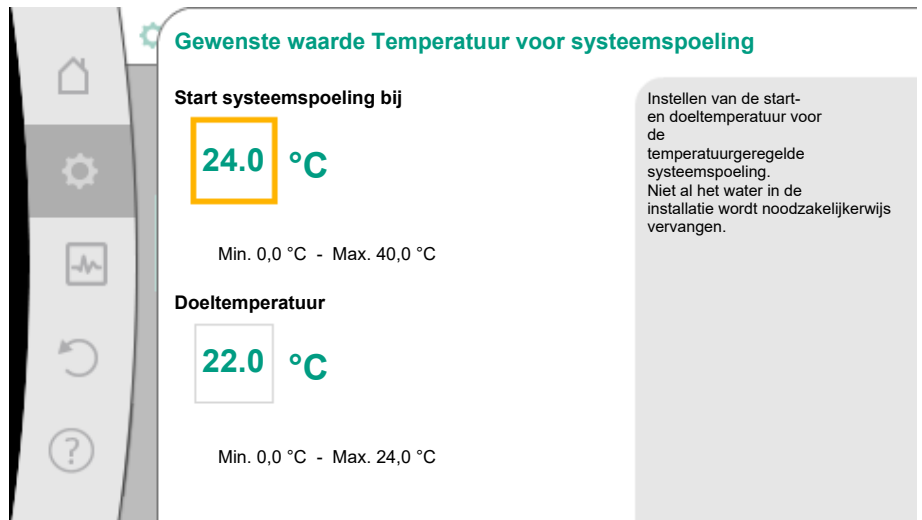 Gewenste waarde Temperatuur voor systeemspoeling
Start systeemspoeling bij
24.0 °C
Min. 0,0 °C - Max. 40,0 °C
Doeltemperatuur
22.0 °C
Min. 0,0 °C - Max. 24,0 °C
Instellen van de start-
en doeltemperatuur voor
de
temperatuurgeregelde
systeemspoeling.
Niet al het water in de
installatie wordt noodzakelijkerwijs
vervangen.
?